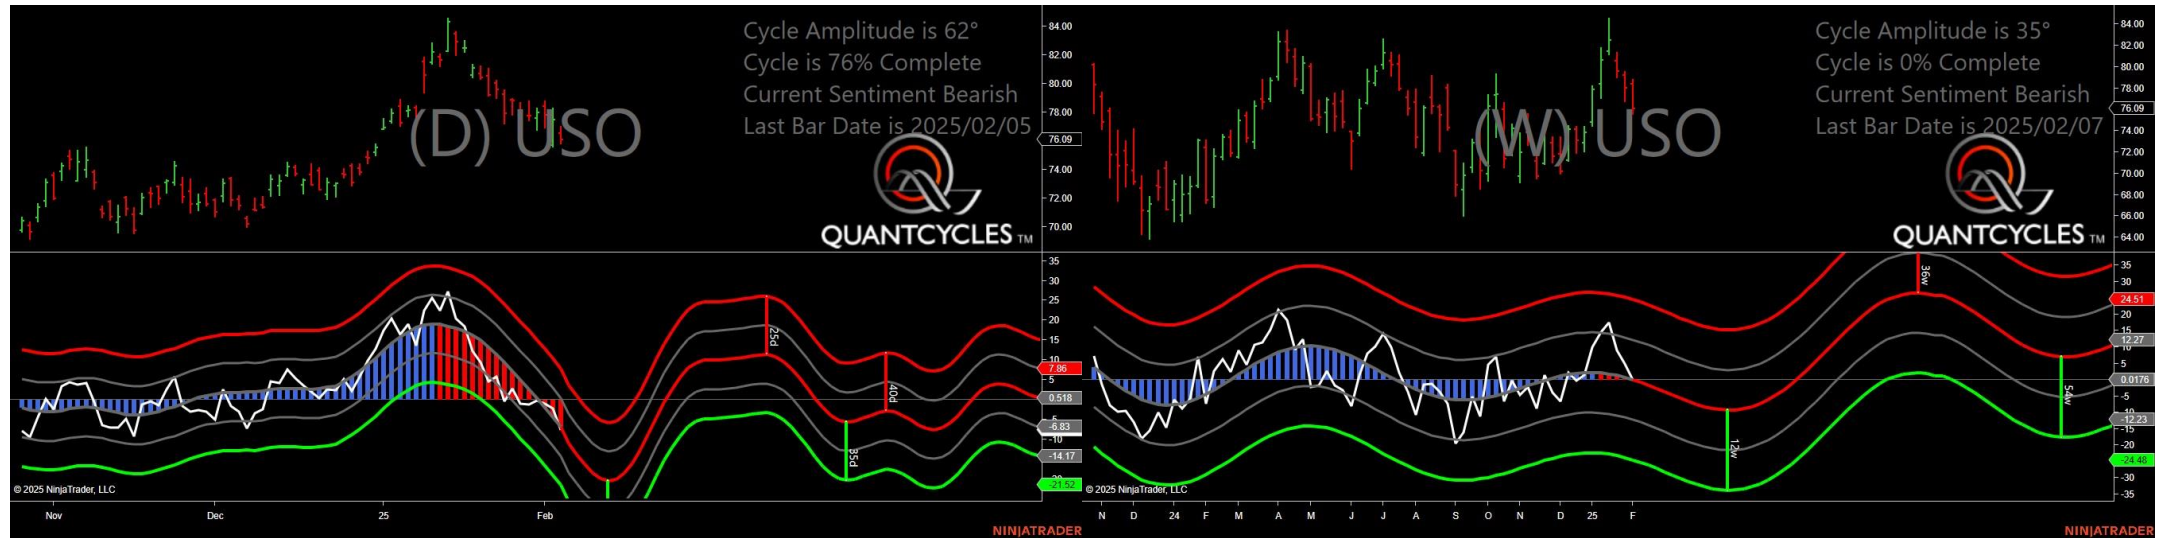 Cycle Amplitude is 62°
Cycle is 76% Complete
Current Sentiment Bearish
Last Bar Date is 2025/02/05
(D) USO
QUANTCYCLES TM
84.00
82.00
80.00
78.00
76.09
74.00
72.00
70.00
35
30
25
20
15
10
7.86
5
0.518
-5
-6.83
-10
-14.17
-21.52
25d
35d
40d
© 2025 NinjaTrader, LLC
Nov Dec 25 Feb
NINJATRADER
Cycle Amplitude is 35°
Cycle is 0% Complete
Current Sentiment Bearish
Last Bar Date is 2025/02/07
(W) USO
QUANTCYCLES TM
84.00
82.00
80.00
78.00
76.09
74.00
72.00
70.00
68.00
66.00
64.00
35
30
24.51
20
15
12.27
10
5
0.0176
-5
-10
-12.23
-15
-20
-24.48
-30
-35
12w
36w
54w
© 2025 NinjaTrader, LLC
N D 24 F M A M J J A S O N D 25 F
NINJATRADER